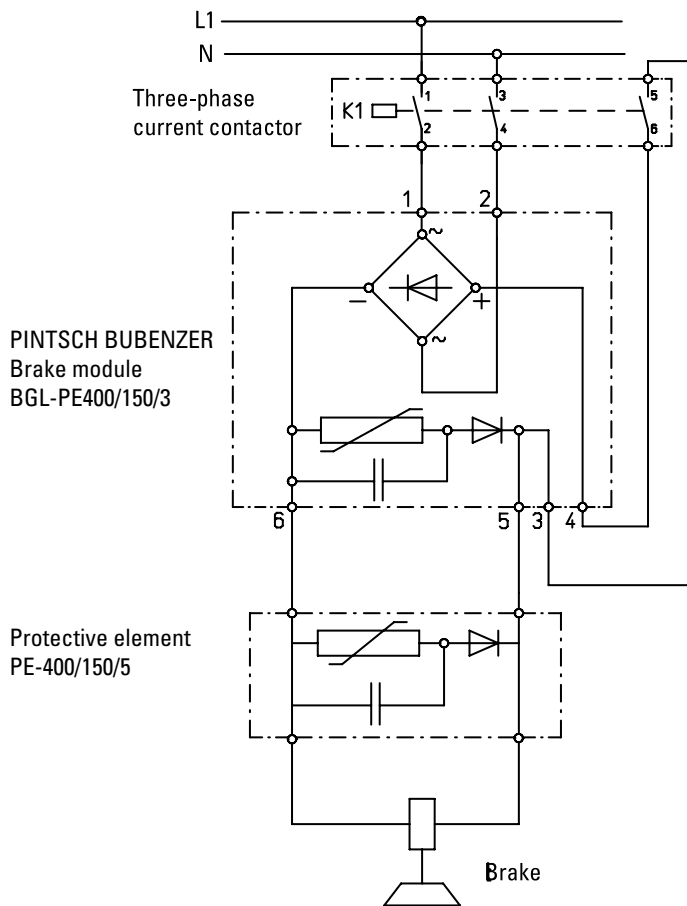 L1
N
Three-phase
current contactor
K1
1
3
5
2
4
6
1
2
~
−
+
~
PINTSCH BUBENZER
Brake module
BGL-PE400/150/3
6
5
3
4
Protective element
PE-400/150/5
Brake